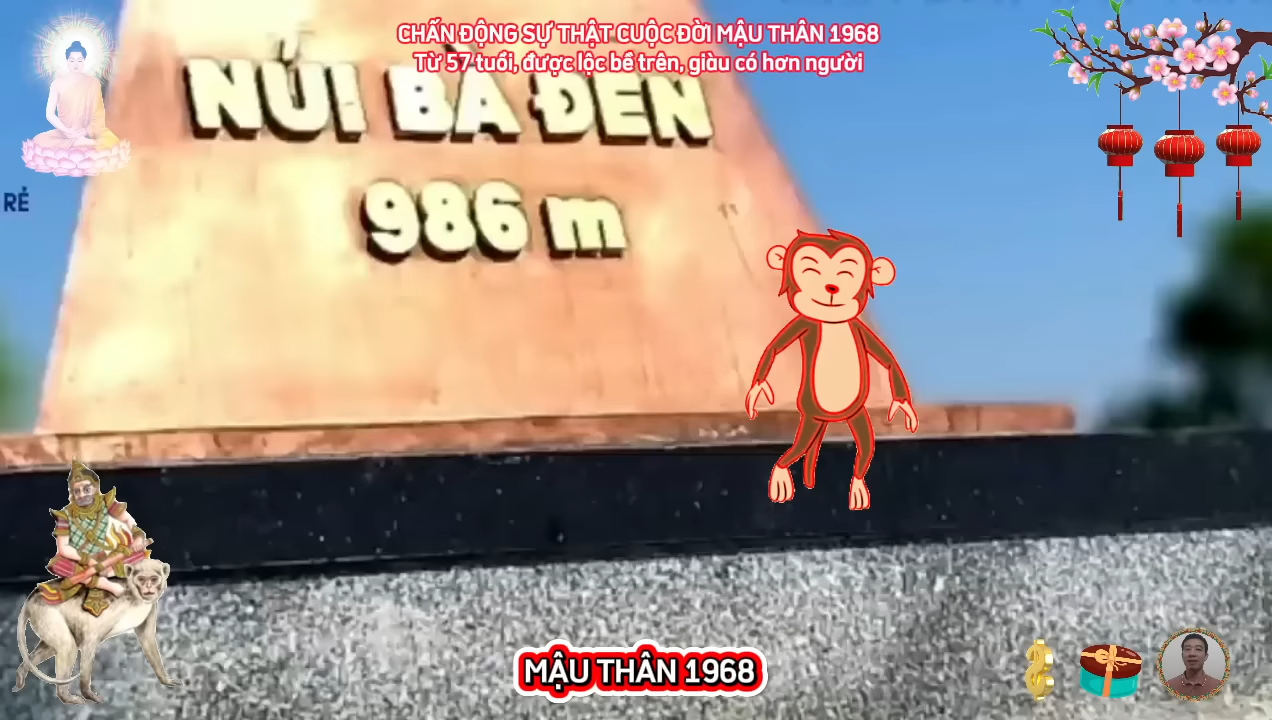 CHẤN ĐỘNG SỰ THẬT CUỘC ĐỜI MẬU THÂN 1968
Từ 57 tuổi, được lộc bề trên, giàu có hơn người
NÚI BÀ ĐEN
986 m
RẺ
MẬU THÂN 1968